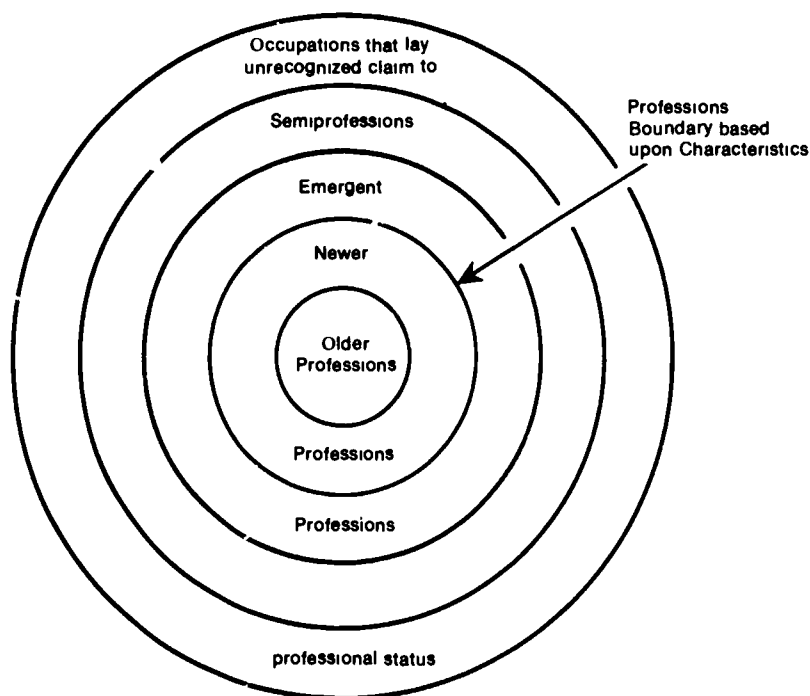 Occupations that lay
unrecognized claim to
Semiprofessions
Professions
Boundary based
upon Characteristics
Emergent
Newer
Older
Professions
Professions
Professions
professional status